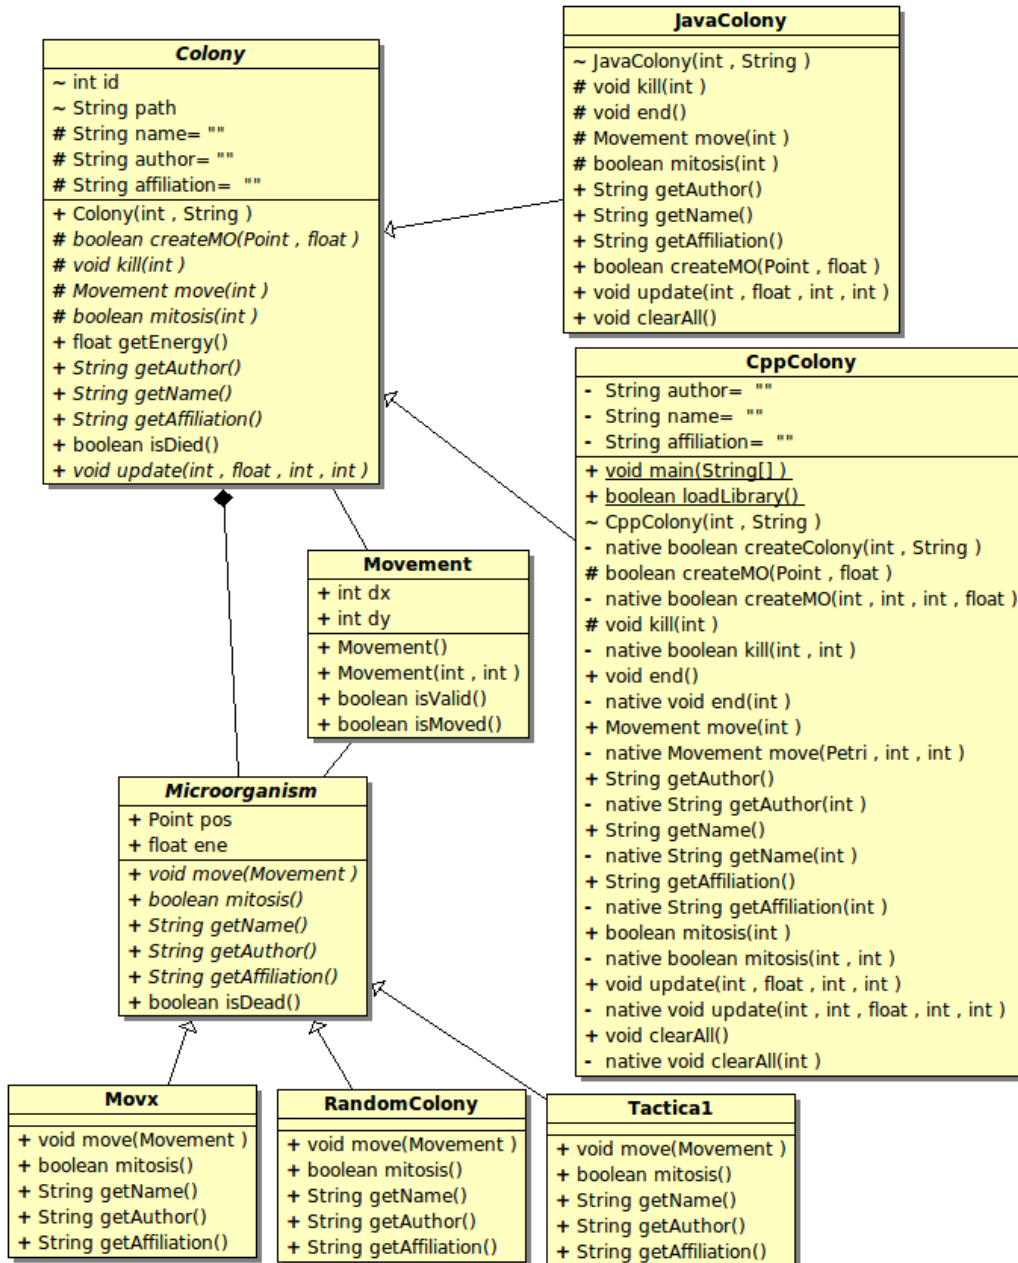 Colony
~ int id
~ String path
# String name= ""
# String author= ""
# String affiliation=  ""
+ Colony(int , String )
# boolean createMO(Point , float )
# void kill(int )
# Movement move(int )
# boolean mitosis(int )
+ float getEnergy()
+ String getAuthor()
+ String getName()
+ String getAffiliation()
+ boolean isDied()
+ void update(int , float , int , int )
JavaColony
~ JavaColony(int , String )
# void kill(int )
# void end()
# Movement move(int )
# boolean mitosis(int )
+ String getAuthor()
+ String getName()
+ String getAffiliation()
+ boolean createMO(Point , float )
+ void update(int , float , int , int )
+ void clearAll()
CppColony
- String author=  ""
- String name=  ""
- String affiliation=  ""
+ void main(String[] )
+ boolean loadLibrary()
~ CppColony(int , String )
- native boolean createColony(int , String )
# boolean createMO(Point , float )
- native boolean createMO(int , int , int , float )
# void kill(int )
- native boolean kill(int , int )
+ void end()
- native void end(int )
+ Movement move(int )
- native Movement move(Petri , int , int )
+ String getAuthor()
- native String getAuthor(int )
+ String getName()
- native String getName(int )
+ String getAffiliation()
- native String getAffiliation(int )
+ boolean mitosis(int )
- native boolean mitosis(int , int )
+ void update(int , float , int , int )
- native void update(int , int , float , int , int )
+ void clearAll()
- native void clearAll(int )
Movement
+ int dx
+ int dy
+ Movement()
+ Movement(int , int )
+ boolean isValid()
+ boolean isMoved()
Microorganism
+ Point pos
+ float ene
+ void move(Movement )
+ boolean mitosis()
+ String getName()
+ String getAuthor()
+ String getAffiliation()
+ boolean isDead()
Movx
+ void move(Movement )
+ boolean mitosis()
+ String getName()
+ String getAuthor()
+ String getAffiliation()
RandomColony
+ void move(Movement )
+ boolean mitosis()
+ String getName()
+ String getAuthor()
+ String getAffiliation()
Tactica1
+ void move(Movement )
+ boolean mitosis()
+ String getName()
+ String getAuthor()
+ String getAffiliation()